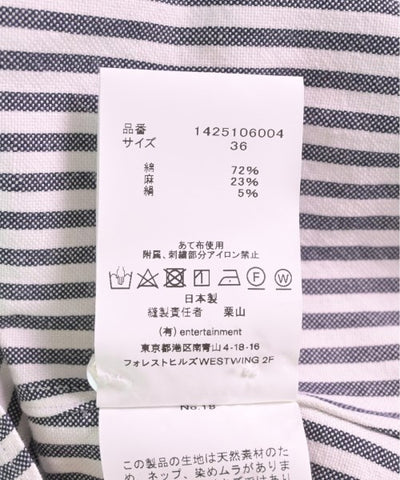 品番 1425106004
サイズ 36
綿 72%
麻 23%
絹 5%
あて布使用
附属、刺繍部分アイロン禁止
F W
日本製
縫製責任者 栗山
(有) entertainment
東京都港区南青山4-18-16
フォレストヒルズWESTWING 2F
No.18
この製品の生地は天然素材のた
め、ネップ、染めムラがありま